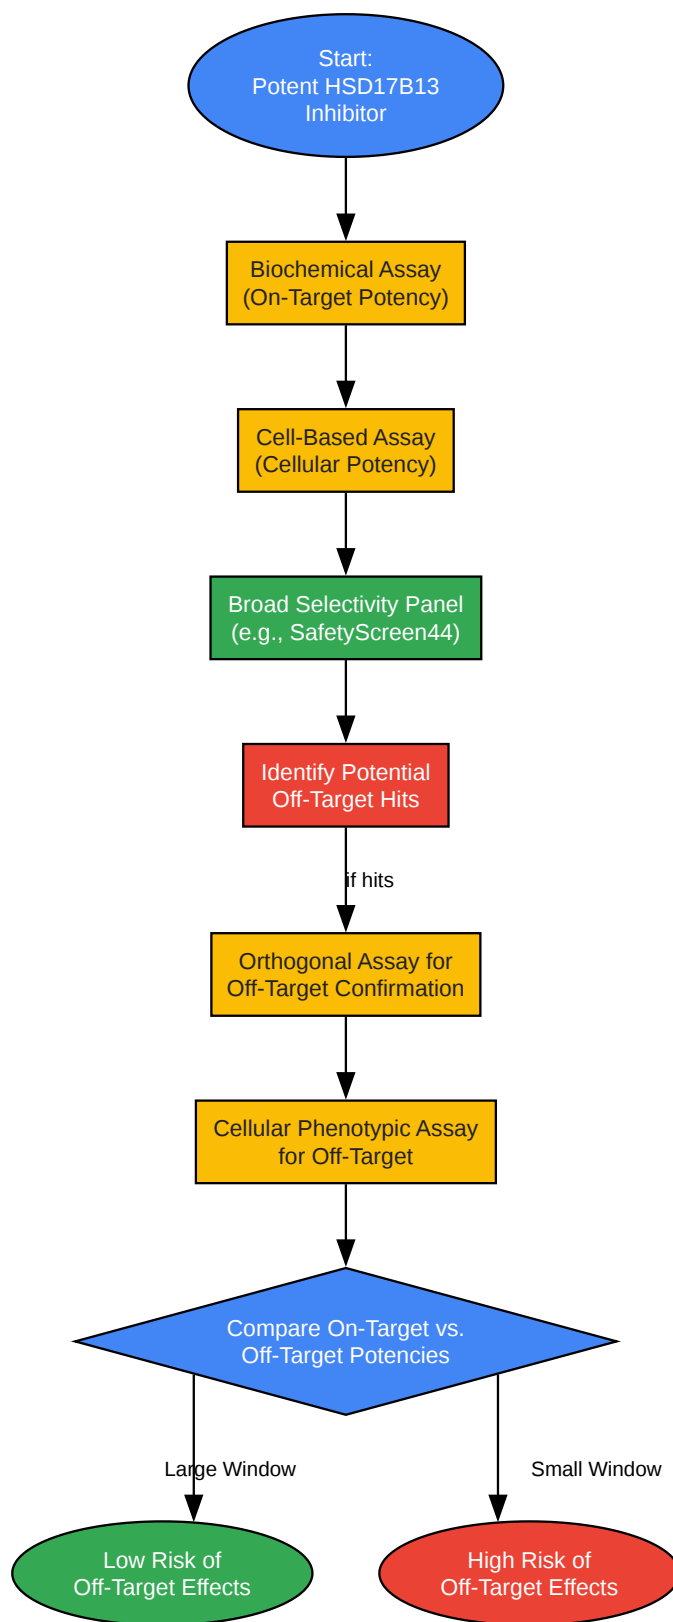 Start:
Potent HSD17B13
Inhibitor
Biochemical Assay
(On-Target Potency)
Cell-Based Assay
(Cellular Potency)
Broad Selectivity Panel
(e.g., SafetyScreen44)
Identify Potential
Off-Target Hits
if hits
Orthogonal Assay for
Off-Target Confirmation
Cellular Phenotypic Assay
for Off-Target
Compare On-Target vs.
Off-Target Potencies
Large Window
Small Window
Low Risk of
Off-Target Effects
High Risk of
Off-Target Effects